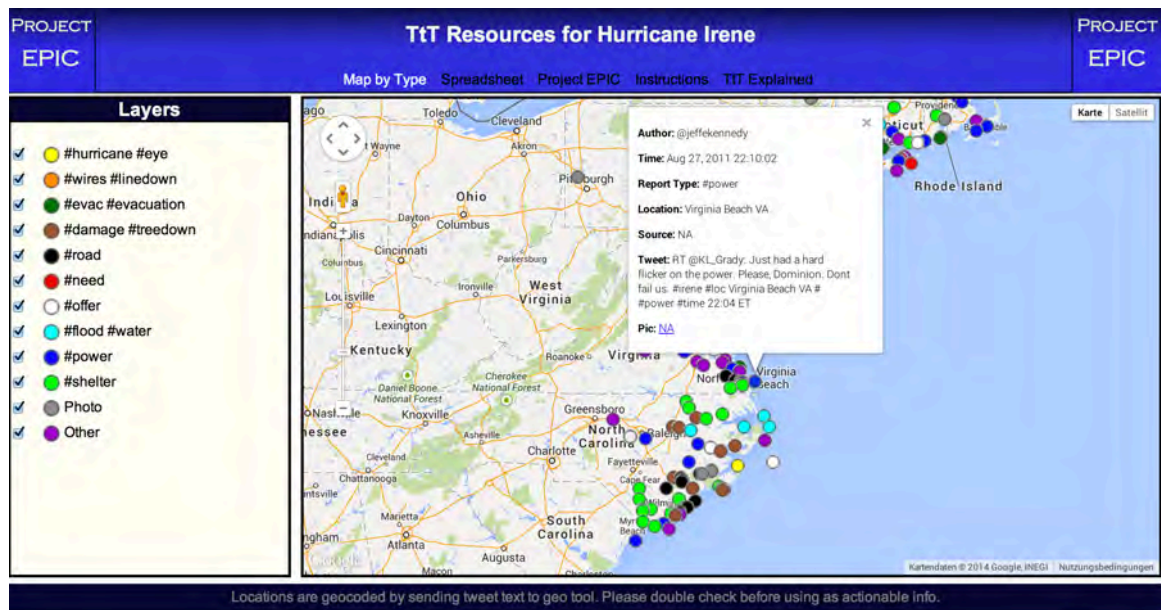 PROJECT
EPIC
TtT Resources for Hurricane Irene
PROJECT
EPIC
Map by Type Spreadsheet Project EPIC Instructions TtT Explained
Layers
#hurricane #eye
#wires #linedown
#evac #evacuation
#damage #treedown
#road
#need
#offer
#flood #water
#power
#shelter
Photo
Other
Karte Satellit
Author: @jeffekennedy
Time: Aug 27, 2011 22:10:02
Report Type: #power
Location: Virginia Beach VA
Source: NA
Tweet: RT @KL_Grady: Just had a hard
flicker on the power. Please, Dominion. Dont
fail us. #irene #loc Virginia Beach VA #
#power #time 22:04 ET
Pic: NA
Toledo
Cleveland
Akron
Ohio
Dayton
Columbus
Cincinnati
Columbus
Parkersburg
Louisville
Ironville
West
Virginia
Lexington
Kentucky
Roanoke
Virginia
Virginia
Beach
Daniel Boone
National Forest
Cherokee
National Forest
Knoxville
Greensboro
North
Carolina
Asheville
Charlotte
Fayetteville
Cape Fear
Cleveland
Chattanooga
Marietta
Atlanta
South
Carolina
Augusta
Macon
Rhode Island
Kartendaten © 2014 Google, INEGI Nutzungsbedingungen
Locations are geocoded by sending tweet text to geo tool. Please double check before using as actionable info.